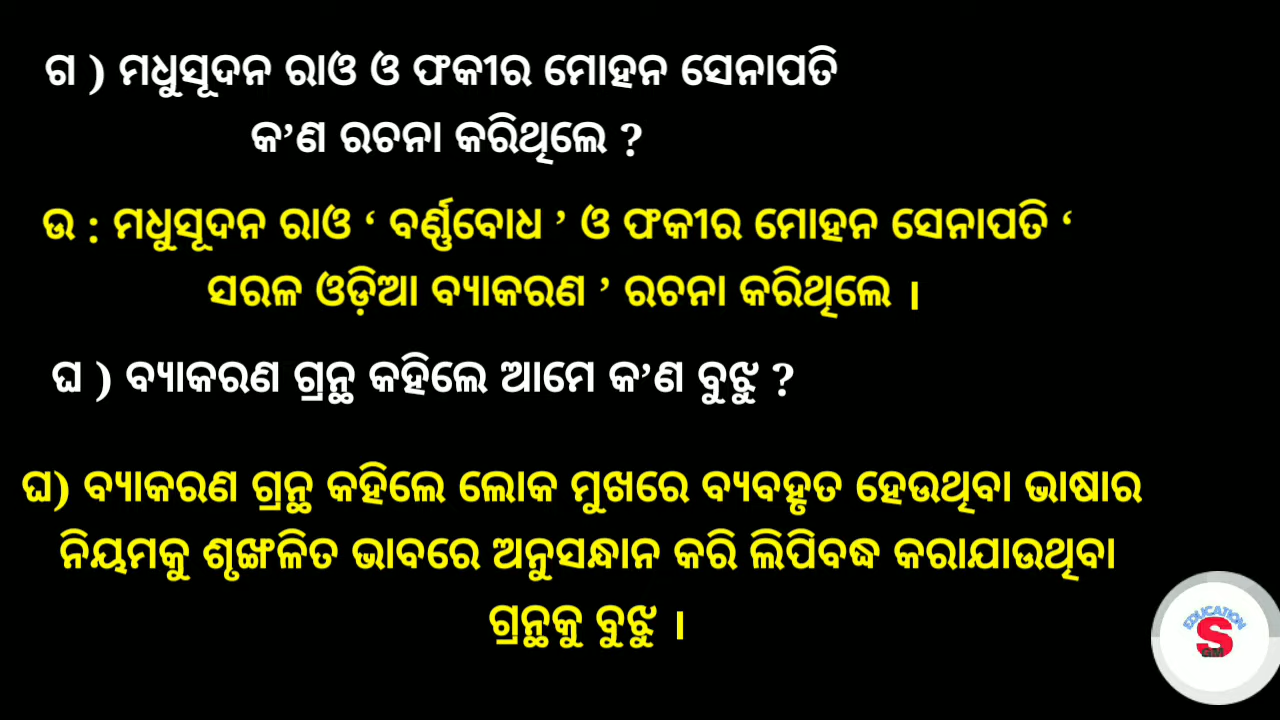 ଗ ) ମଧୁସୂଦନ ରାଓ ଓ ଫକୀର ମୋହନ ସେନାପତି
କ’ଣ ରଚନା କରିଥିଲେ ?
ଉ : ମଧୁସୂଦନ ରାଓ ‘ ବର୍ଣ୍ଣବୋଧ ’ ଓ ଫକୀର ମୋହନ ସେନାପତି ‘
ସରଳ ଓଡ଼ିଆ ବ୍ୟାକରଣ ’ ରଚନା କରିଥିଲେ ।
ଘ ) ବ୍ୟାକରଣ ଗ୍ରନ୍ଥ କହିଲେ ଆମେ କ’ଣ ବୁଝୁ ?
ଘ) ବ୍ୟାକରଣ ଗ୍ରନ୍ଥ କହିଲେ ଲୋକ ମୁଖରେ ବ୍ୟବହୃତ ହେଉଥିବା ଭାଷାର
ନିୟମକୁ ଶୃଙ୍ଖଳିତ ଭାବରେ ଅନୁସନ୍ଧାନ କରି ଲିପିବଦ୍ଧ କରାଯାଉଥିବା
ଗ୍ରନ୍ଥକୁ ବୁଝୁ ।
EDUCATION
S
GM